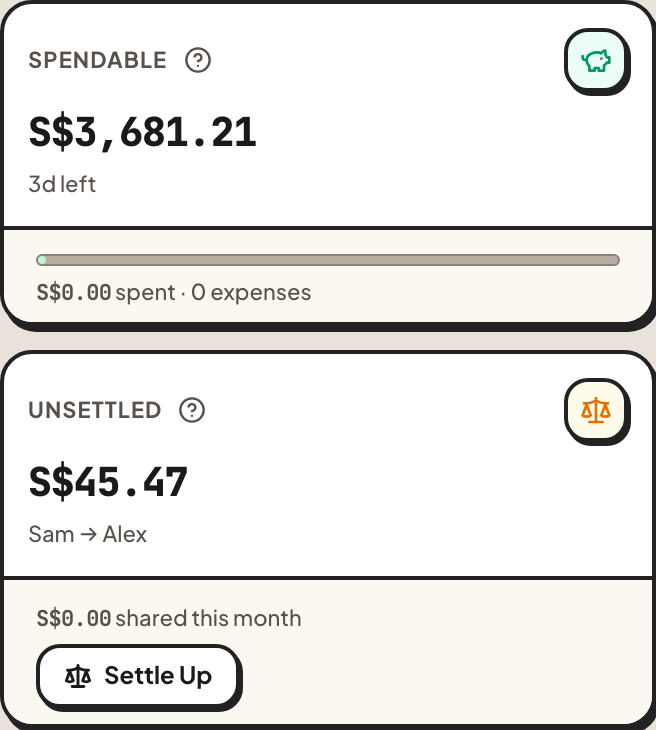 SPENDABLE ?
S$3,681.21
3d left
S$0.00 spent · 0 expenses
UNSETTLED ?
S$45.47
Sam → Alex
S$0.00 shared this month
Settle Up